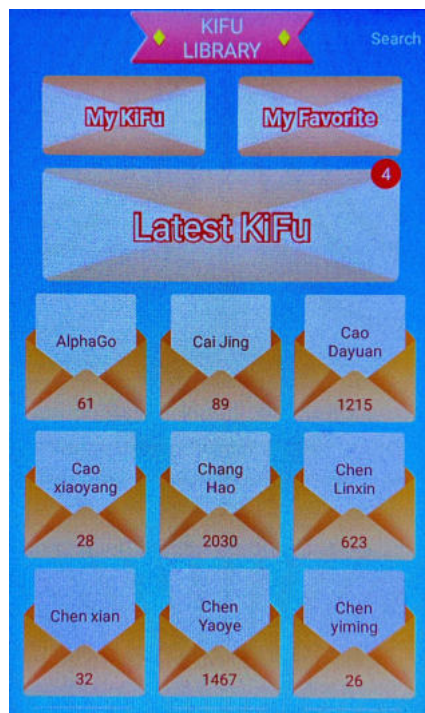 KIFU
LIBRARY
Search
My KiFu
My Favorite
4
Latest KiFu
AlphaGo
61
Cai Jing
89
Cao
Dayuan
1215
Cao
xiaoyang
28
Chang
Hao
2030
Chen
Linxin
623
Chen xian
32
Chen
Yaoye
1467
Chen
yiming
26